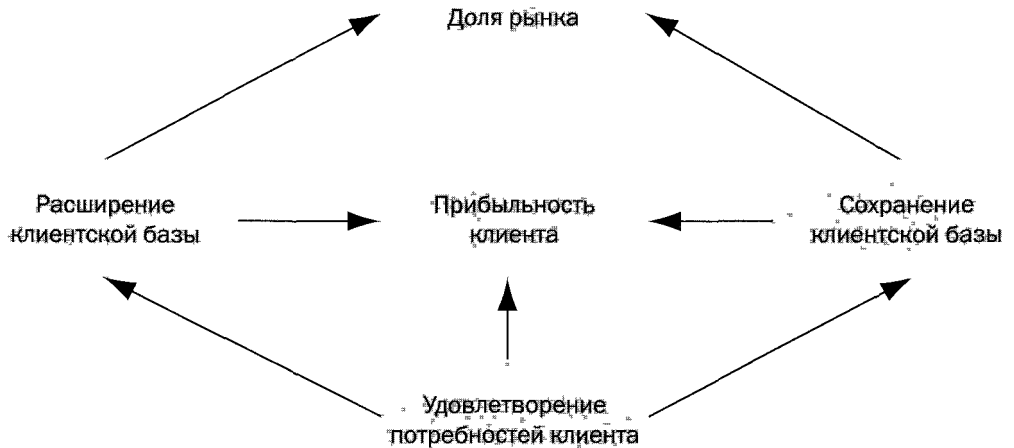 Доля рынка
Расширение
клиентской базы
Прибыльность
клиента
Сохранение
клиентской базы
Удовлетворение
потребностей клиента